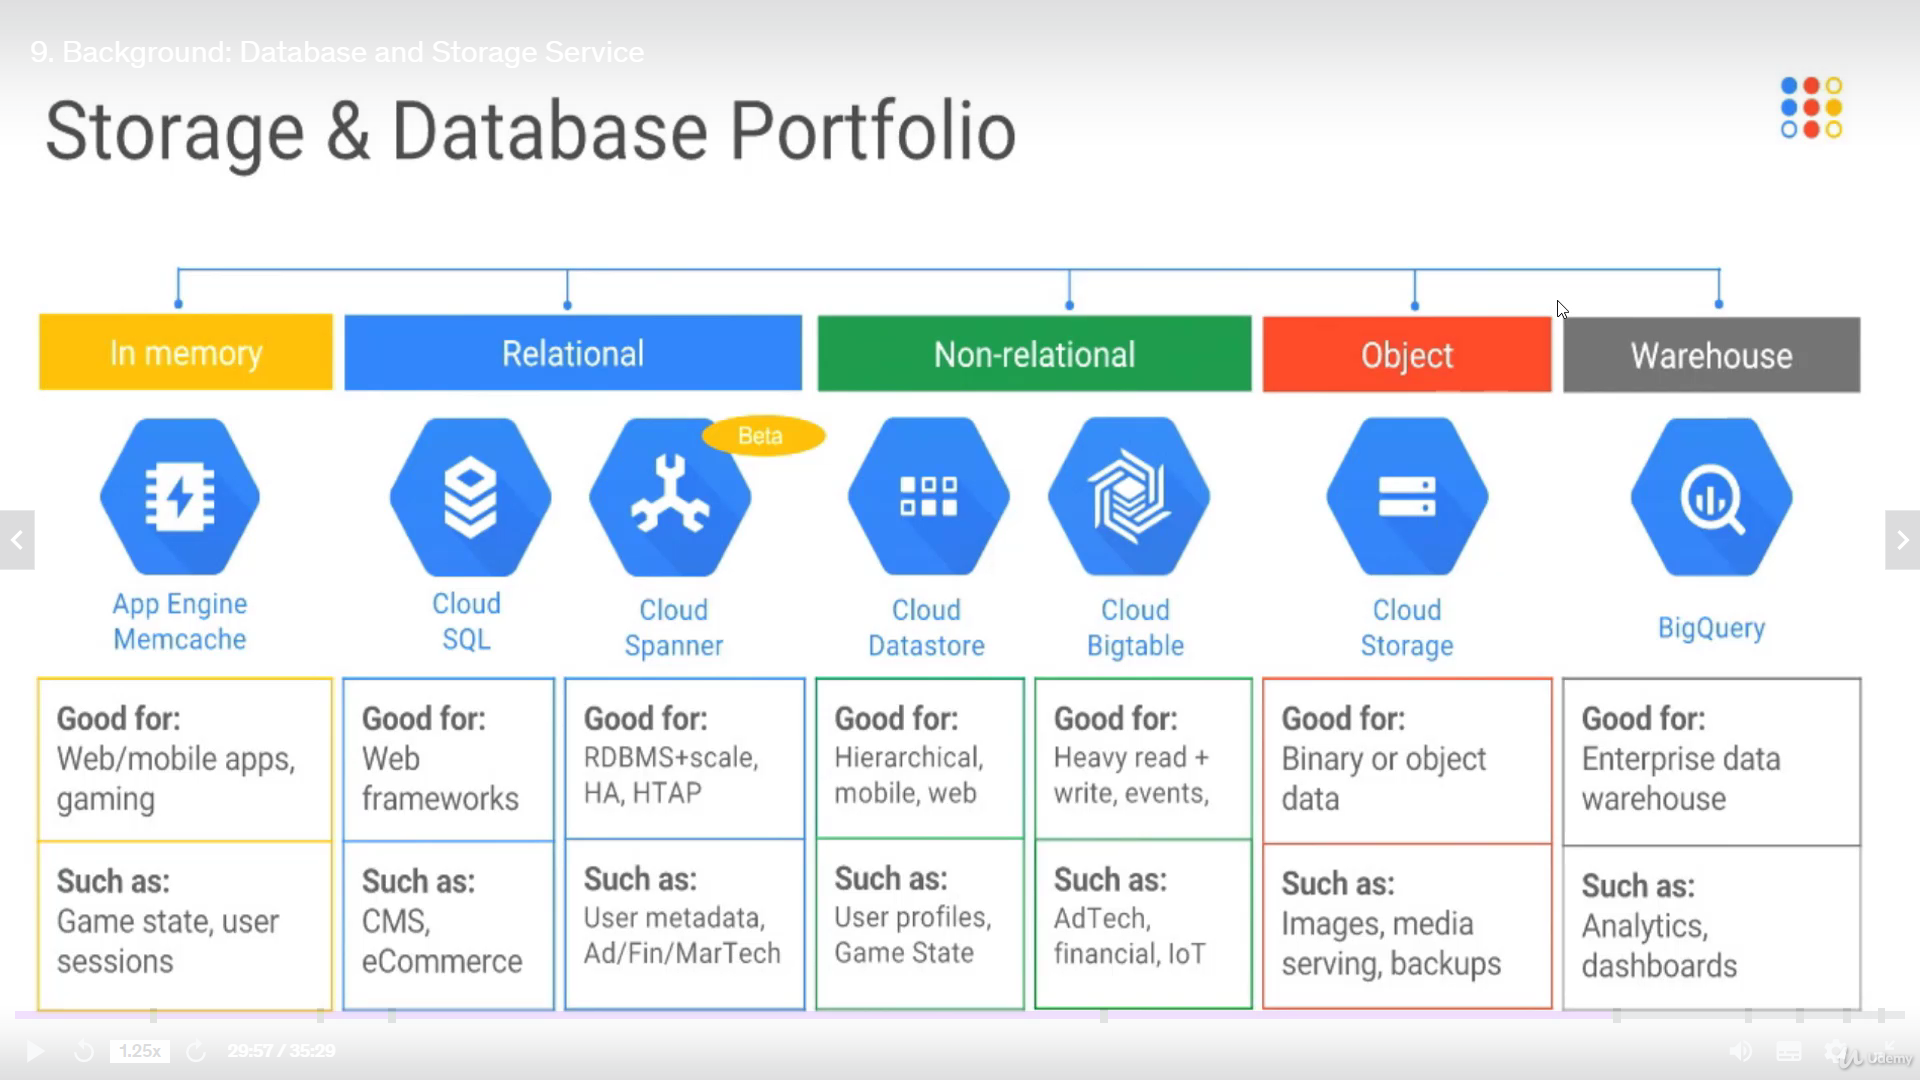 9. Background: Database and Storage Service
Storage & Database Portfolio
In memory
Relational
Non-relational
Object
Warehouse
Beta
App Engine
Memcache
Cloud
SQL
Cloud
Spanner
Cloud
Datastore
Cloud
Bigtable
Cloud
Storage
BigQuery
Good for:
Web/mobile apps,
gaming
Good for:
Web
frameworks
Good for:
RDBMS+scale,
HA, HTAP
Good for:
Hierarchical,
mobile, web
Good for:
Heavy read +
write, events,
Good for:
Binary or object
data
Good for:
Enterprise data
warehouse
Such as:
Game state, user
sessions
Such as:
CMS,
eCommerce
Such as:
User metadata,
Ad/Fin/MarTech
Such as:
User profiles,
Game State
Such as:
AdTech,
financial, IoT
Such as:
Images, media
serving, backups
Such as:
Analytics,
dashboards
1.25x
29:57 / 35:29
Udemy